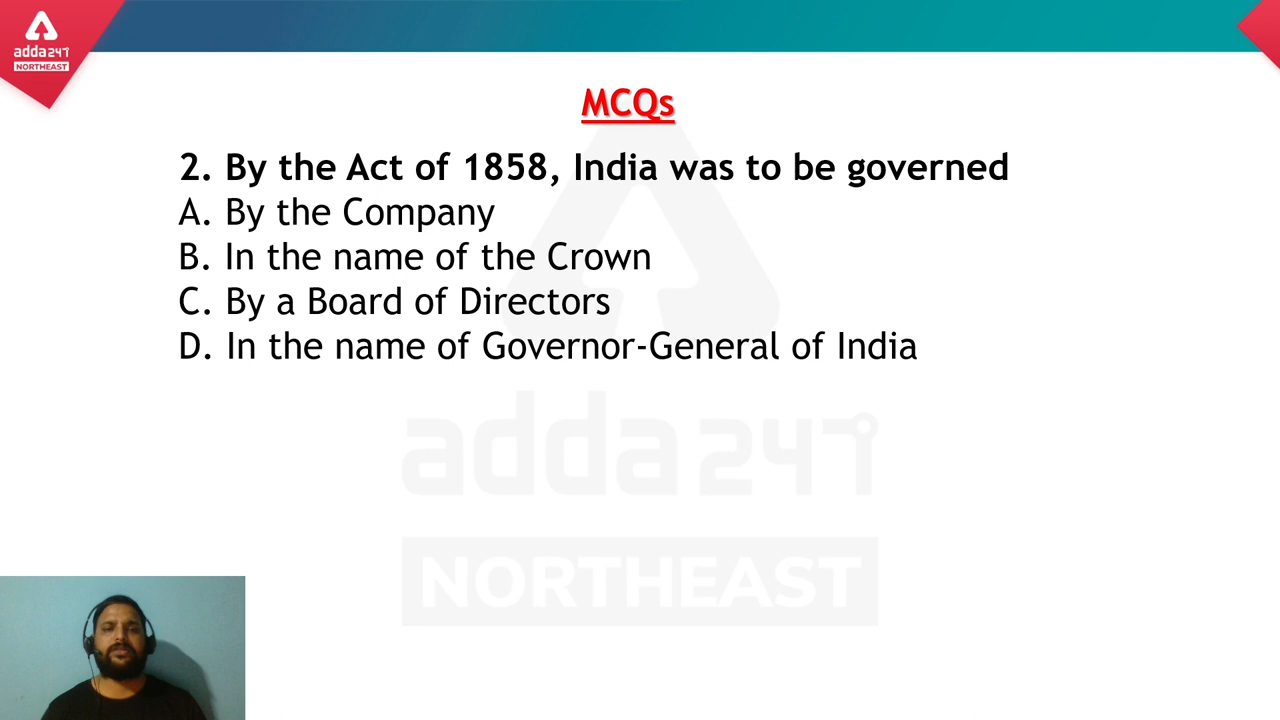 adda247
NORTHEAST
MCQs
2. By the Act of 1858, India was to be governed
A. By the Company
B. In the name of the Crown
C. By a Board of Directors
D. In the name of Governor-General of India
adda247
NORTHEAST